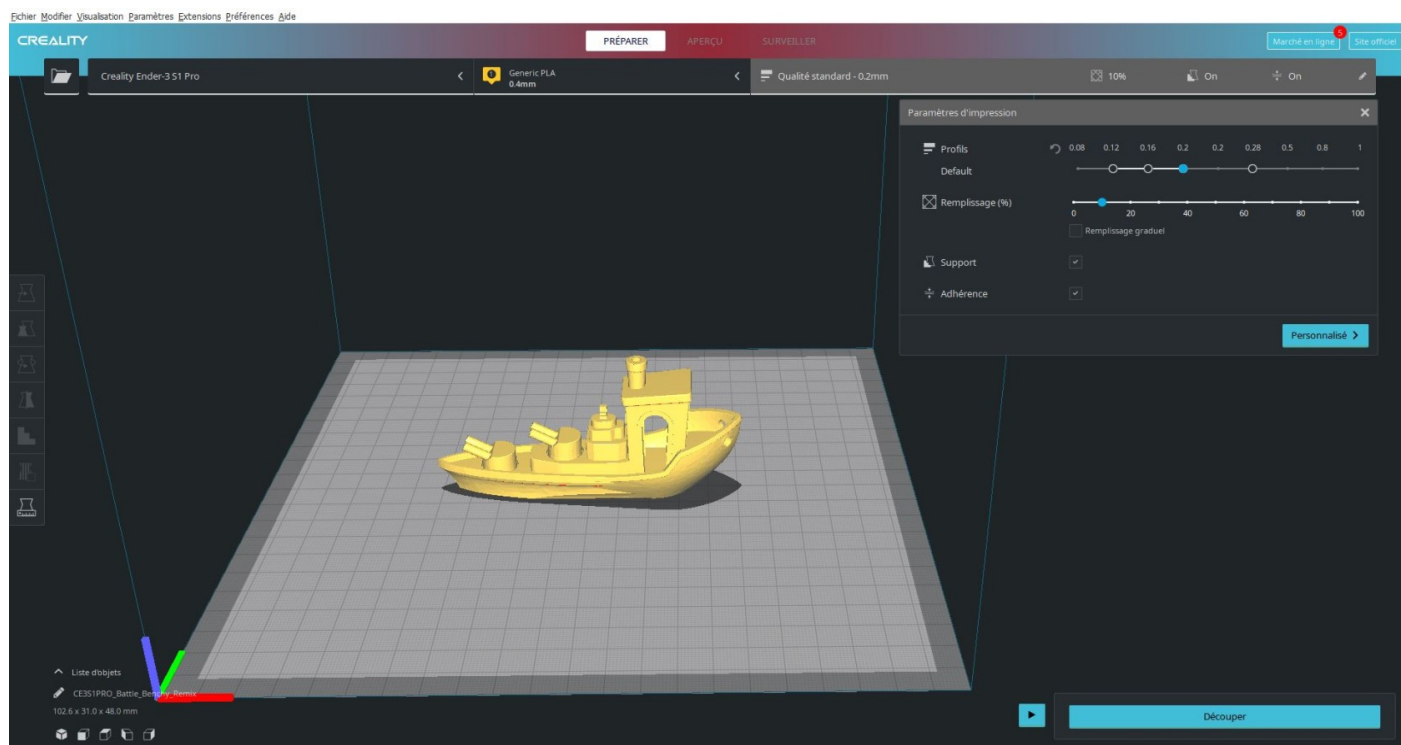 Fichier Modifier Visualisation Paramètres Extensions Préférences Aide
CREALITY
PRÉPARER APERÇU SURVEILLER
5
Marché en ligne Site officiel
Creality Ender-3 S1 Pro
Generic PLA
0.4mm
Qualité standard - 0.2mm 10% On On
Paramètres d'impression
Profils 0.08 0.12 0.16 0.2 0.2 0.28 0.5 0.8 1
Default
Remplissage (%)
0 20 40 60 80 100
Remplissage graduel
Support
Adhérence
Personnalisé
Liste d'objets
CE3S1PRO_Battle_Benchy_Remix
102.6 x 31.0 x 48.0 mm
Découper